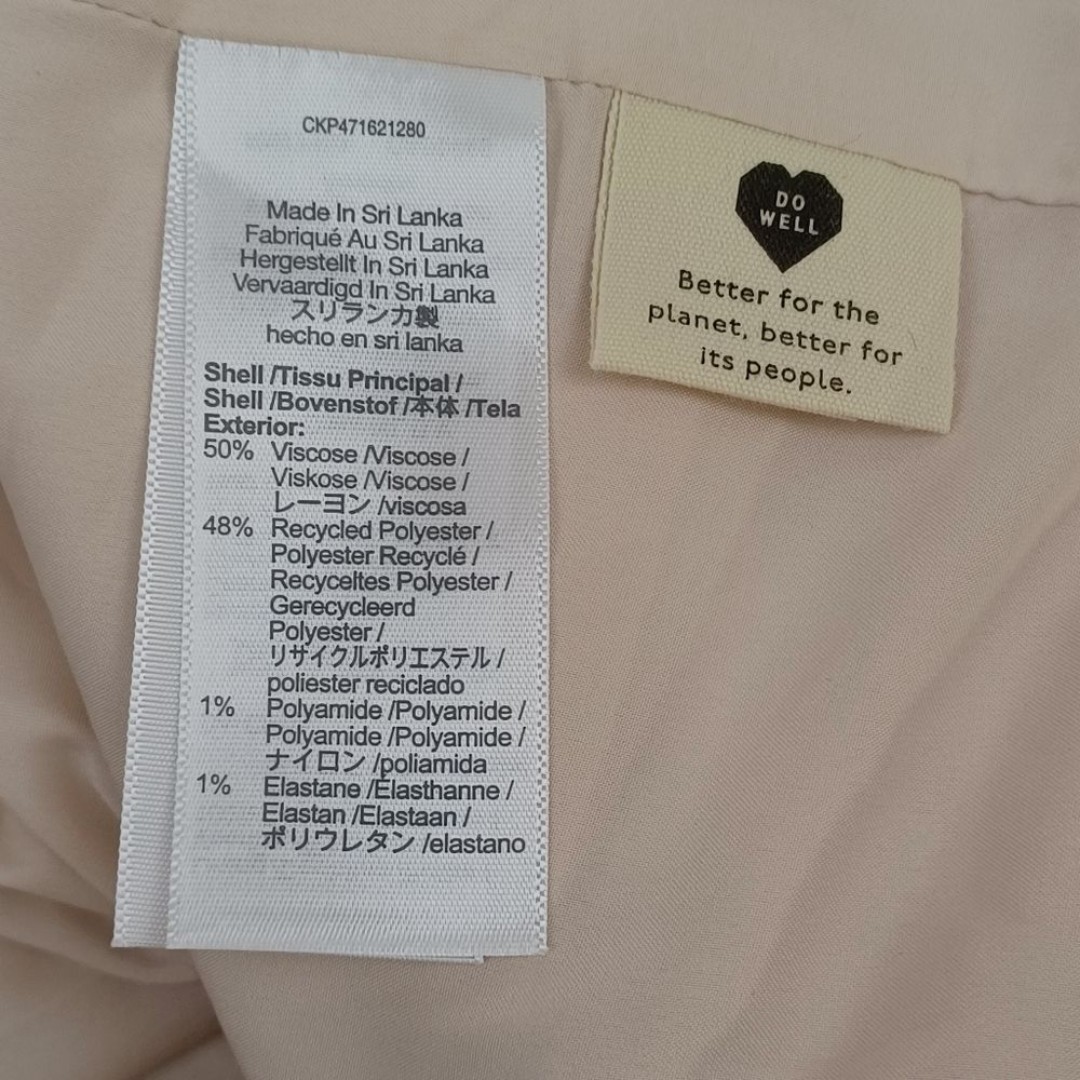 CKP471621280
Made In Sri Lanka
Fabriqué Au Sri Lanka
Hergestellt In Sri Lanka
Vervaardigd In Sri Lanka
スリランカ製
hecho en sri lanka
Shell /Tissu Principal /
Shell /Bovenstof /本体 /Tela
Exterior:
50% Viscose /Viscose /
Viskose /Viscose /
レーヨン /viscosa
48% Recycled Polyester /
Polyester Recyclé /
Recyceltes Polyester /
Gerecycleerd
Polyester /
リサイクルポリエステル /
poliester reciclado
1% Polyamide /Polyamide /
Polyamide /Polyamide /
ナイロン /poliamida
1% Elastane /Élasthanne /
Elastan /Elastaan /
ポリウレタン /elastano
DO
WELL
Better for the
planet, better for
its people.